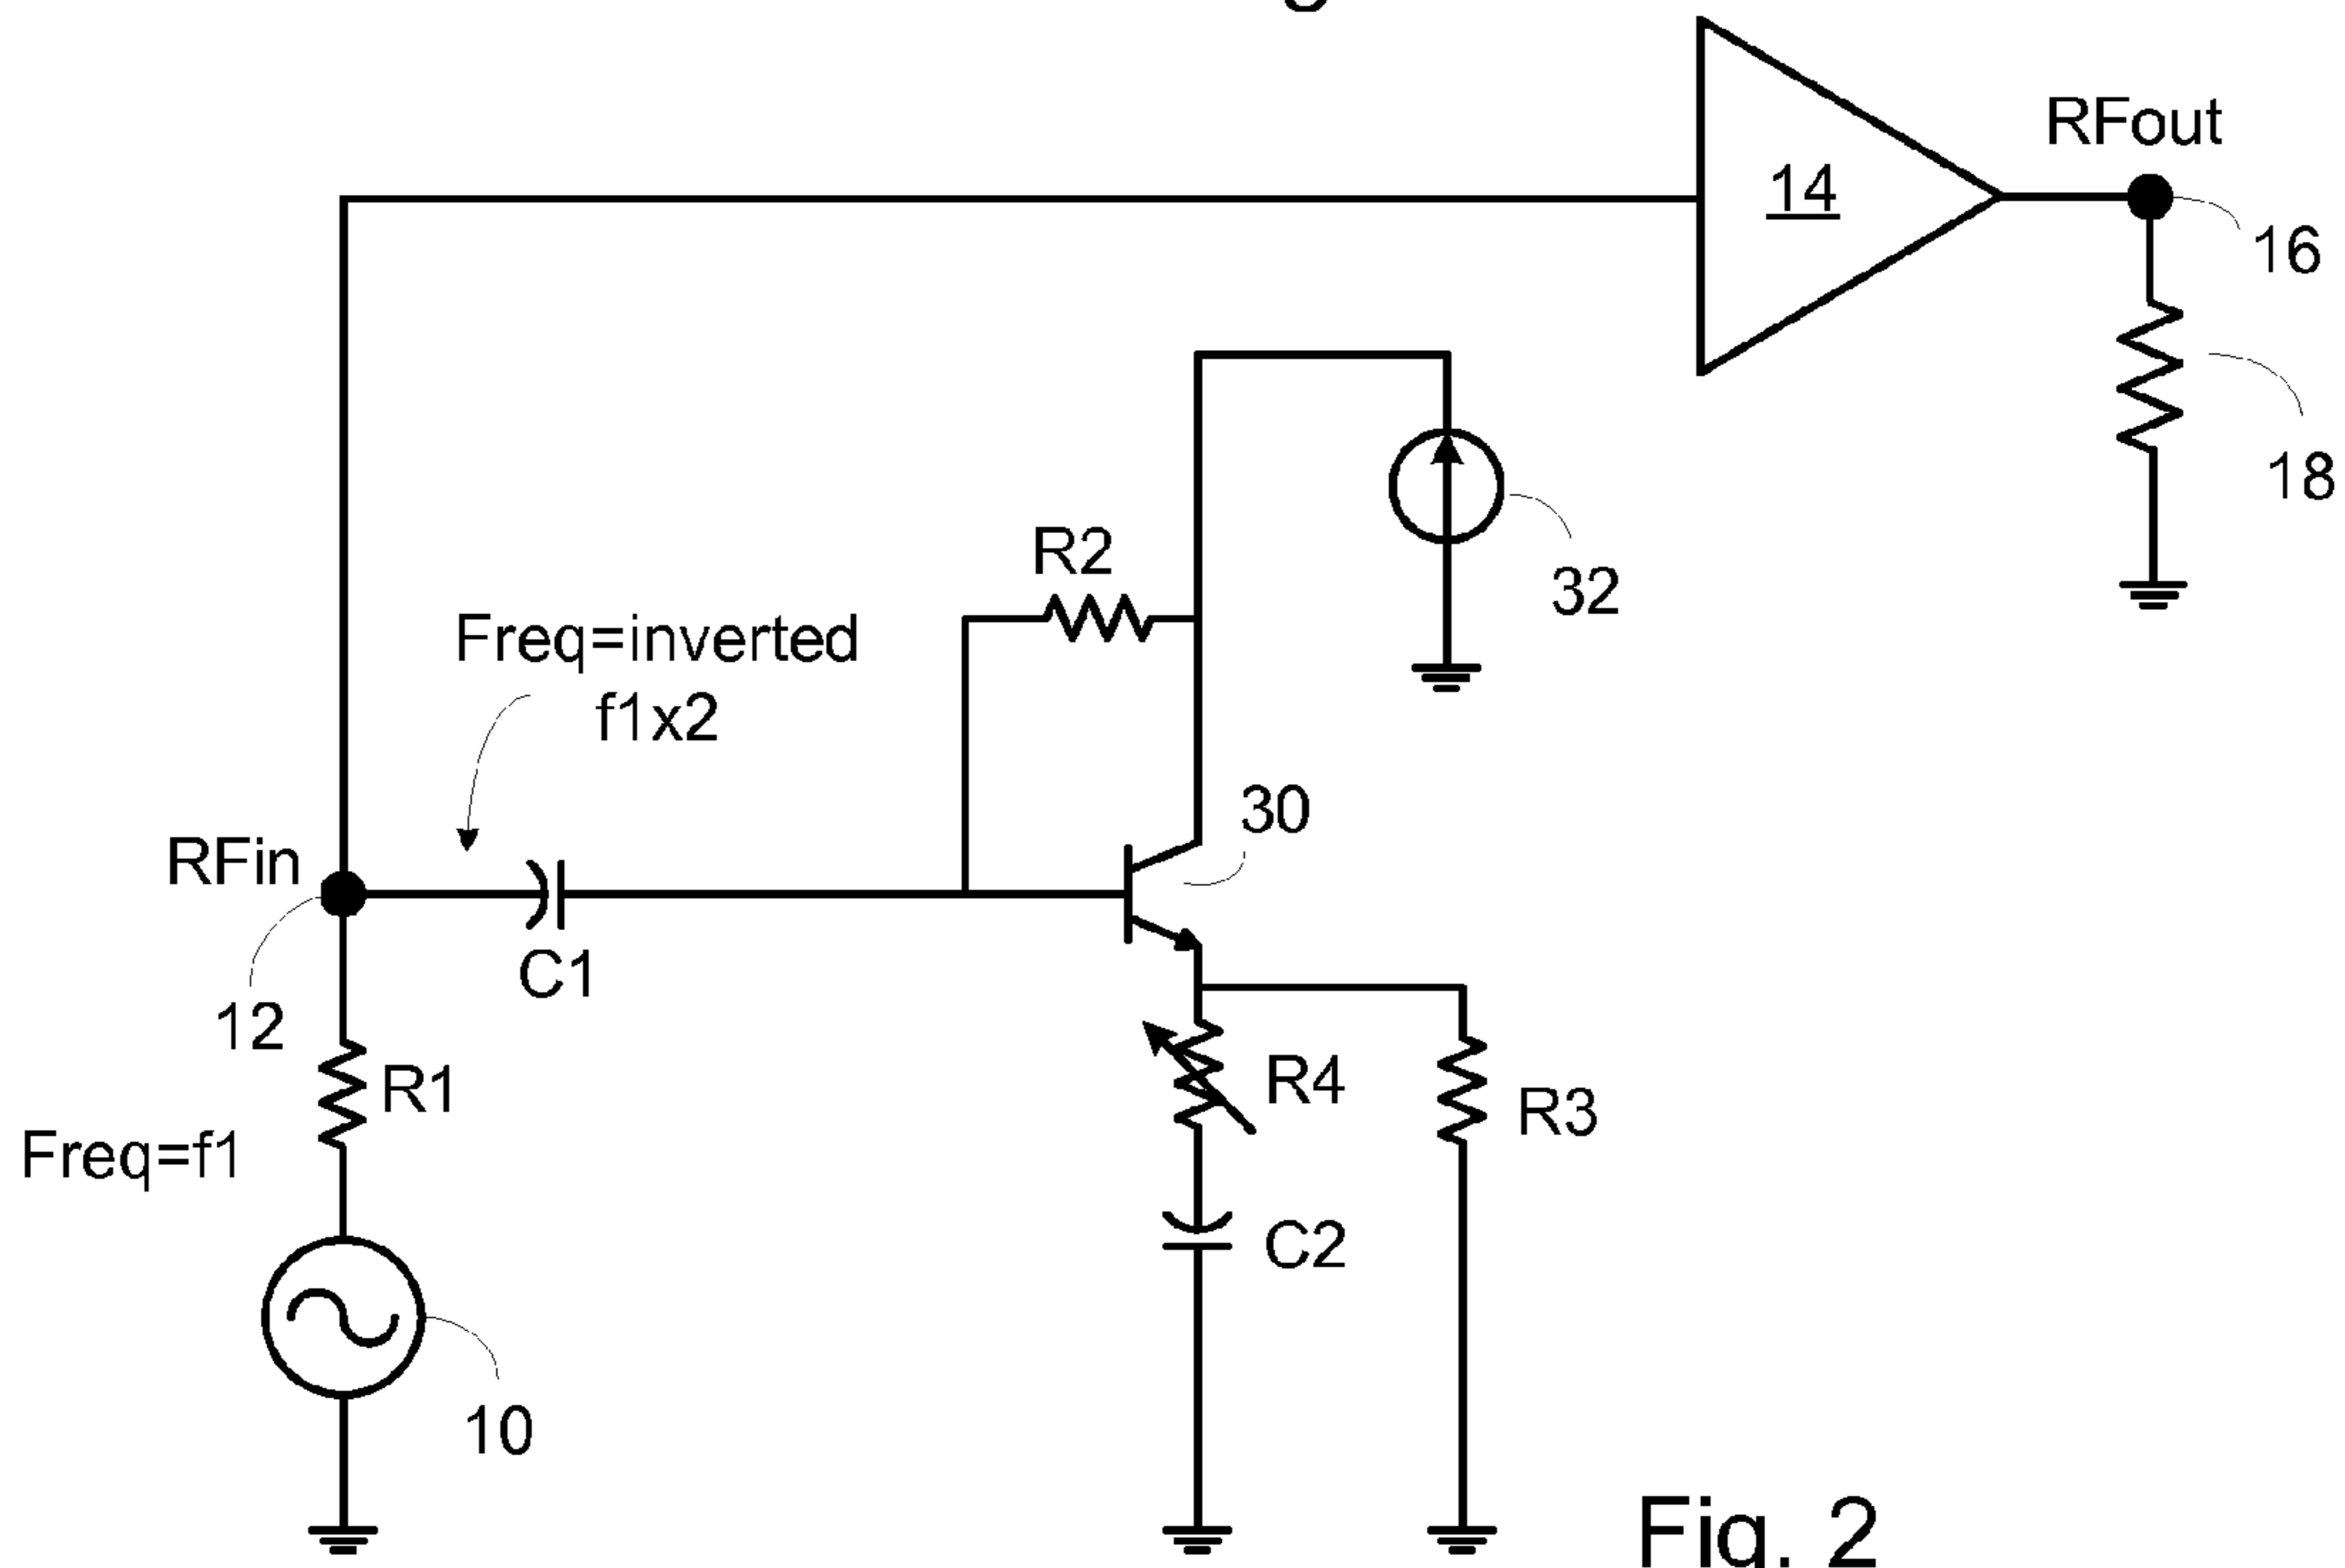 RFout
14
16
18
R2
32
Freq=inverted
f1x2
30
RFin
C1
12
R1
R4
R3
Freq=f1
C2
10
Fig. 2